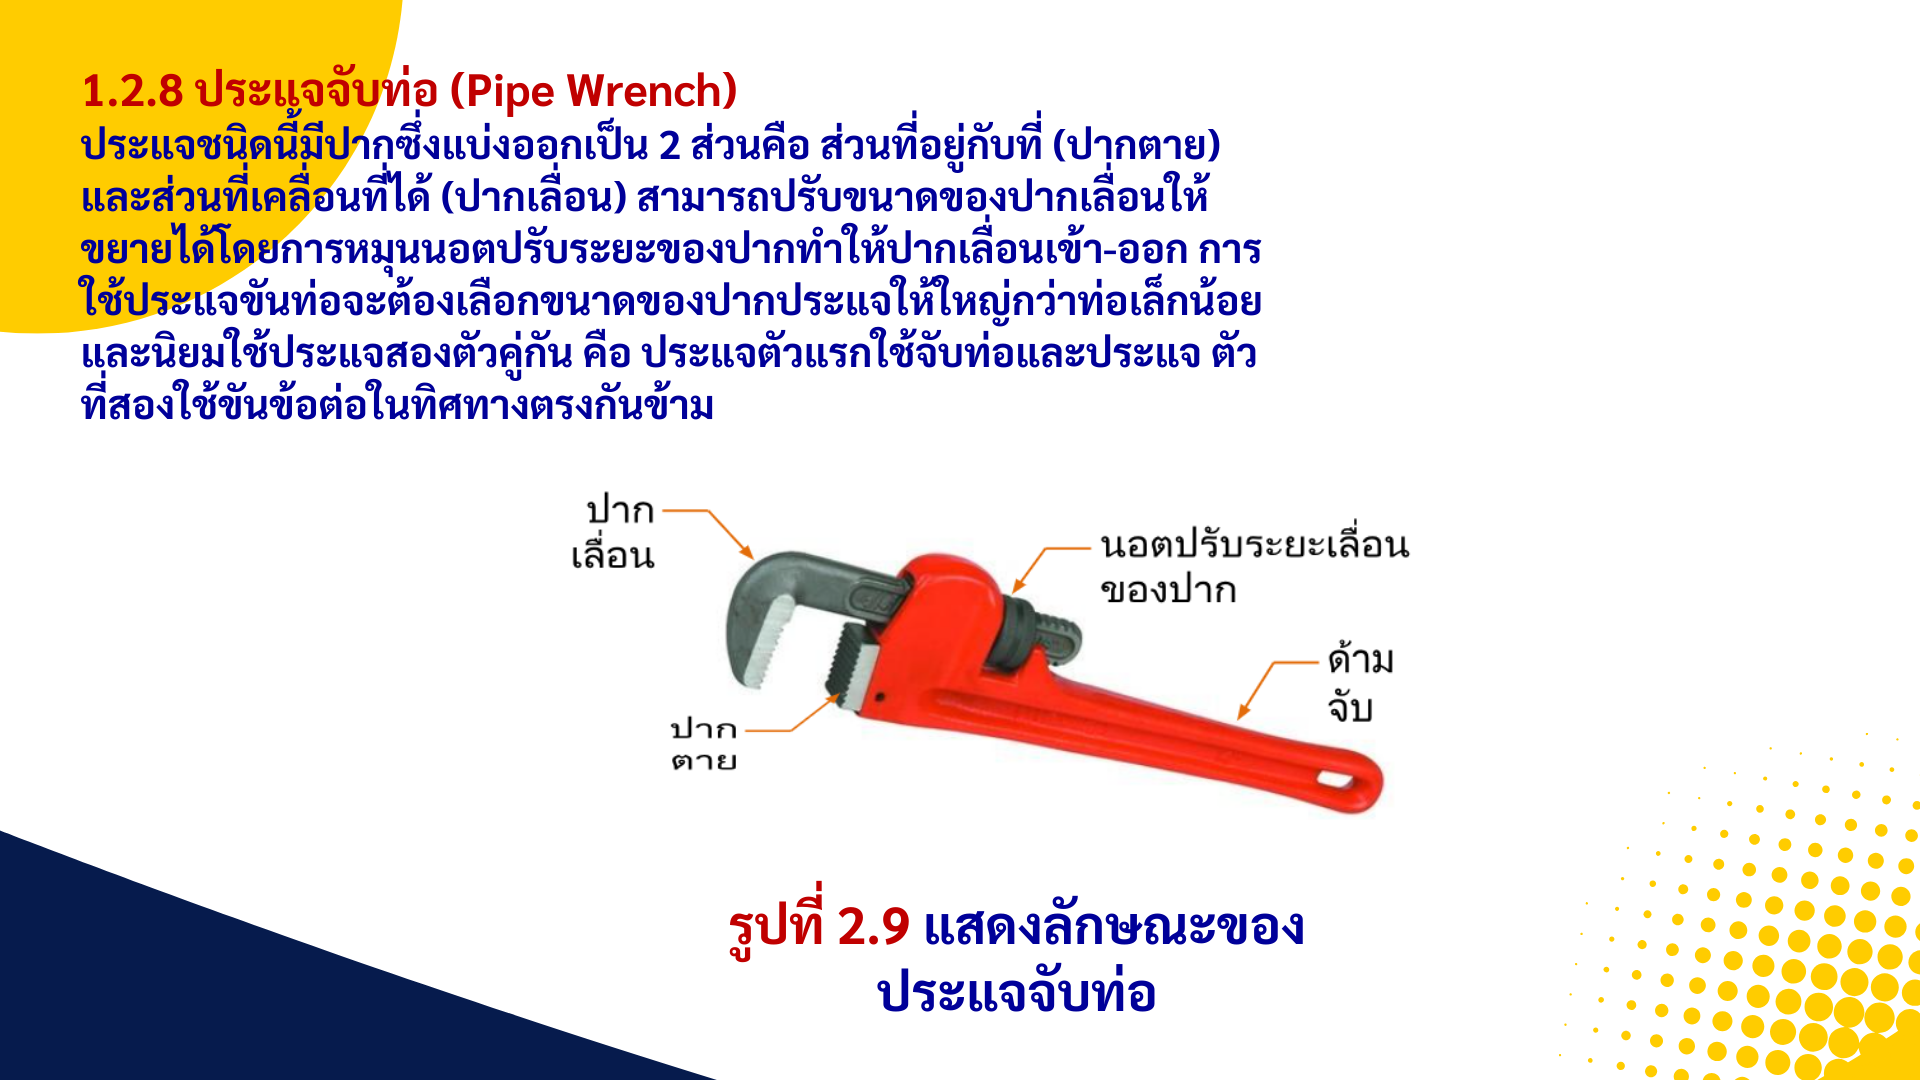 1.2.8 ประแจจับท่อ (Pipe Wrench)
ประแจชนิดนี้มีปากซึ่งแบ่งออกเป็น 2 ส่วนคือ ส่วนที่อยู่กับที่ (ปากตาย)
และส่วนที่เคลื่อนที่ได้ (ปากเลื่อน) สามารถปรับขนาดของปากเลื่อนให้
ขยายได้โดยการหมุนนอตปรับระยะของปากทำให้ปากเลื่อนเข้า-ออก การ
ใช้ประแจขันท่อจะต้องเลือกขนาดของปากประแจให้ใหญ่กว่าท่อเล็กน้อย
และนิยมใช้ประแจสองตัวคู่กัน คือ ประแจตัวแรกใช้จับท่อและประแจ ตัว
ที่สองใช้ขันข้อต่อในทิศทางตรงกันข้าม
ปาก
เลื่อน
นอตปรับระยะเลื่อน
ของปาก
ด้าม
จับ
ปาก
ตาย
รูปที่ 2.9 แสดงลักษณะของ
ประแจจับท่อ